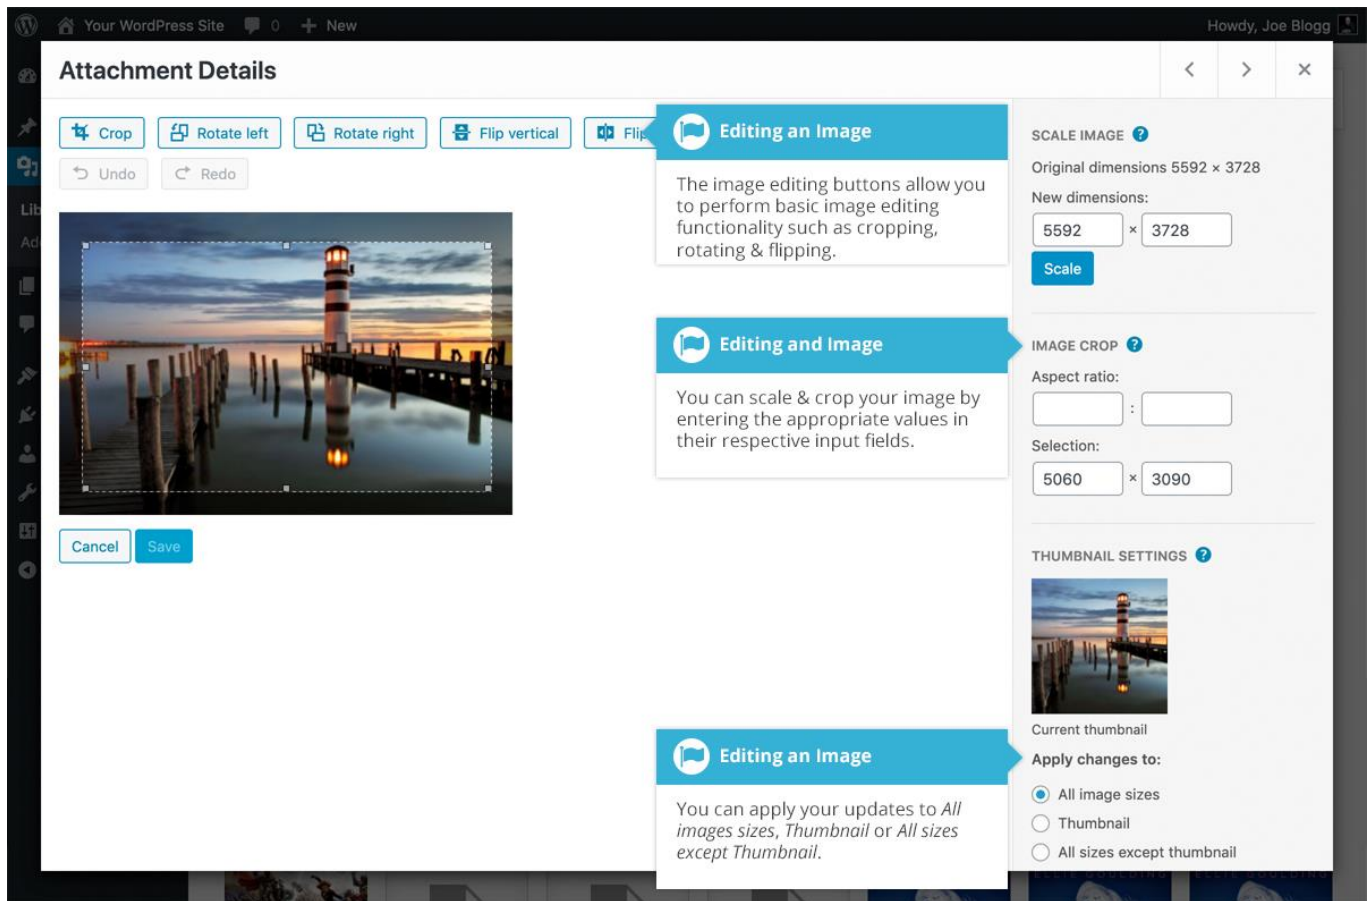 Your WordPress Site 0 New Howdy, Joe Blogg
Attachment Details
Crop Rotate left Rotate right Flip vertical Flip
Undo Redo
Lib
Ad
Editing an Image
The image editing buttons allow you
to perform basic image editing
functionality such as cropping,
rotating & flipping.
Editing and Image
You can scale & crop your image by
entering the appropriate values in
their respective input fields.
Cancel Save
Editing an Image
You can apply your updates to All
images sizes, Thumbnail or All sizes
except Thumbnail.
SCALE IMAGE ?
Original dimensions 5592 × 3728
New dimensions:
5592 × 3728
Scale
IMAGE CROP ?
Aspect ratio:
:
Selection:
5060 × 3090
THUMBNAIL SETTINGS ?
Current thumbnail
Apply changes to:
All image sizes
Thumbnail
All sizes except thumbnail